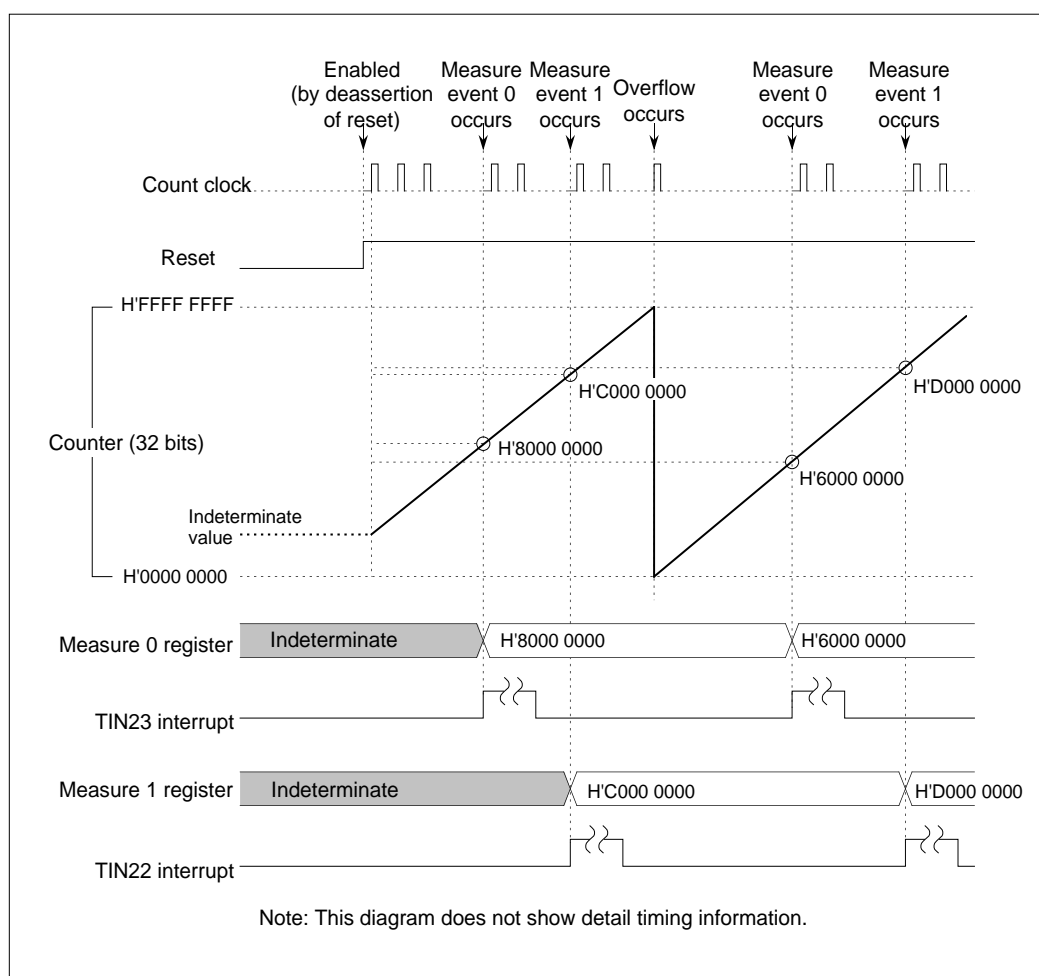 Enabled
(by deassertion
of reset)
Measure
event 0
occurs
Measure
event 1
occurs
Overflow
occurs
Measure
event 0
occurs
Measure
event 1
occurs
Count clock
Reset
H'FFFF FFFF
H'C000 0000
H'D000 0000
Counter (32 bits)
H'8000 0000
H'6000 0000
Indeterminate
value
H'0000 0000
Measure 0 register
Indeterminate
H'8000 0000
H'6000 0000
TIN23 interrupt
Measure 1 register
Indeterminate
H'C000 0000
H'D000 0000
TIN22 interrupt
Note: This diagram does not show detail timing information.